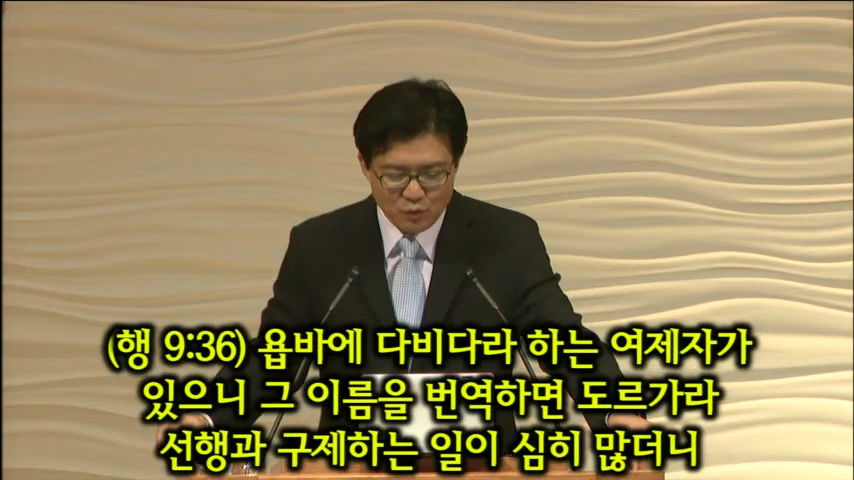 (행 9:36) 욥바에 다비다라 하는 여제자가
있으니 그 이름을 번역하면 도르가라
선행과 구제하는 일이 심히 많더니